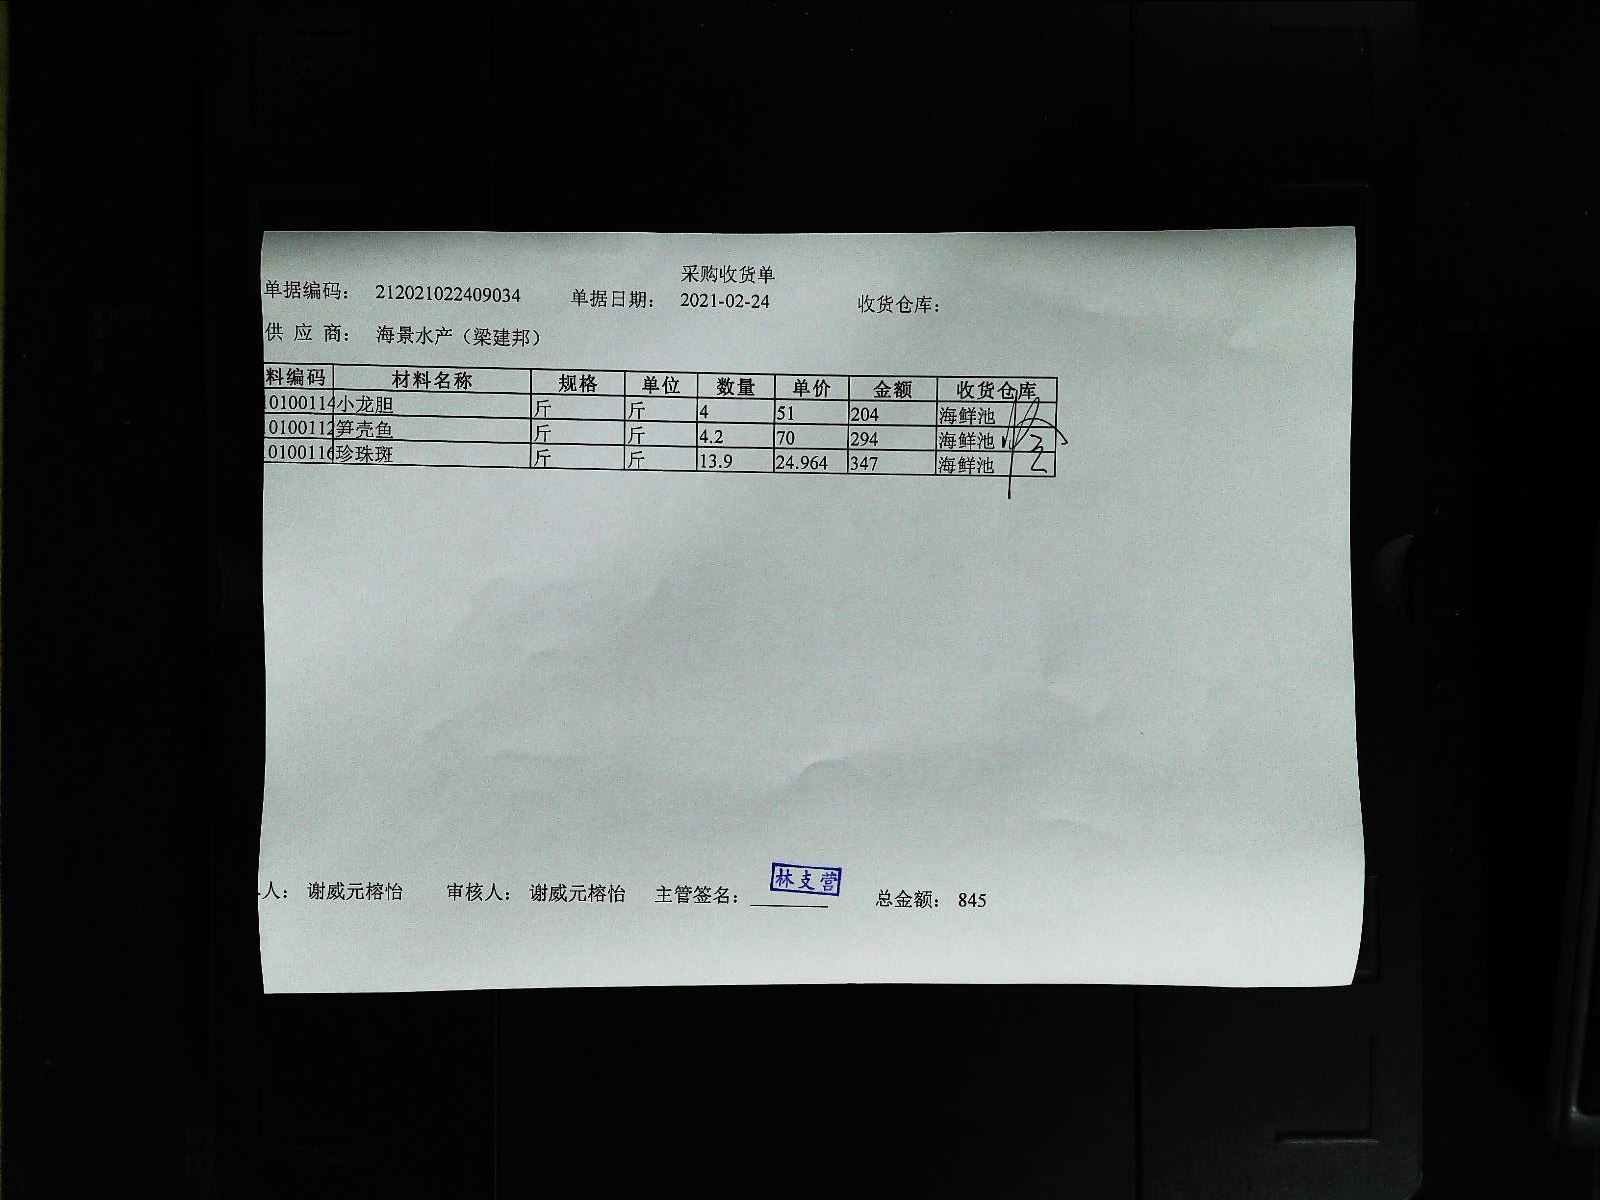 采购收货单
单据编码： 212021022409034 单据日期： 2021-02-24 收货仓库：
供 应 商： 海景水产（梁建邦）
料编码 材料名称 规格 单位 数量 单价 金额 收货仓库
0100114 小龙胆 斤 斤 4 51 204 海鲜池
0100112 笋壳鱼 斤 斤 4.2 70 294 海鲜池
0100116 珍珠斑 斤 斤 13.9 24.964 347 海鲜池
人： 谢威元榕怡 审核人： 谢威元榕怡 主管签名： 林支营 总金额： 845